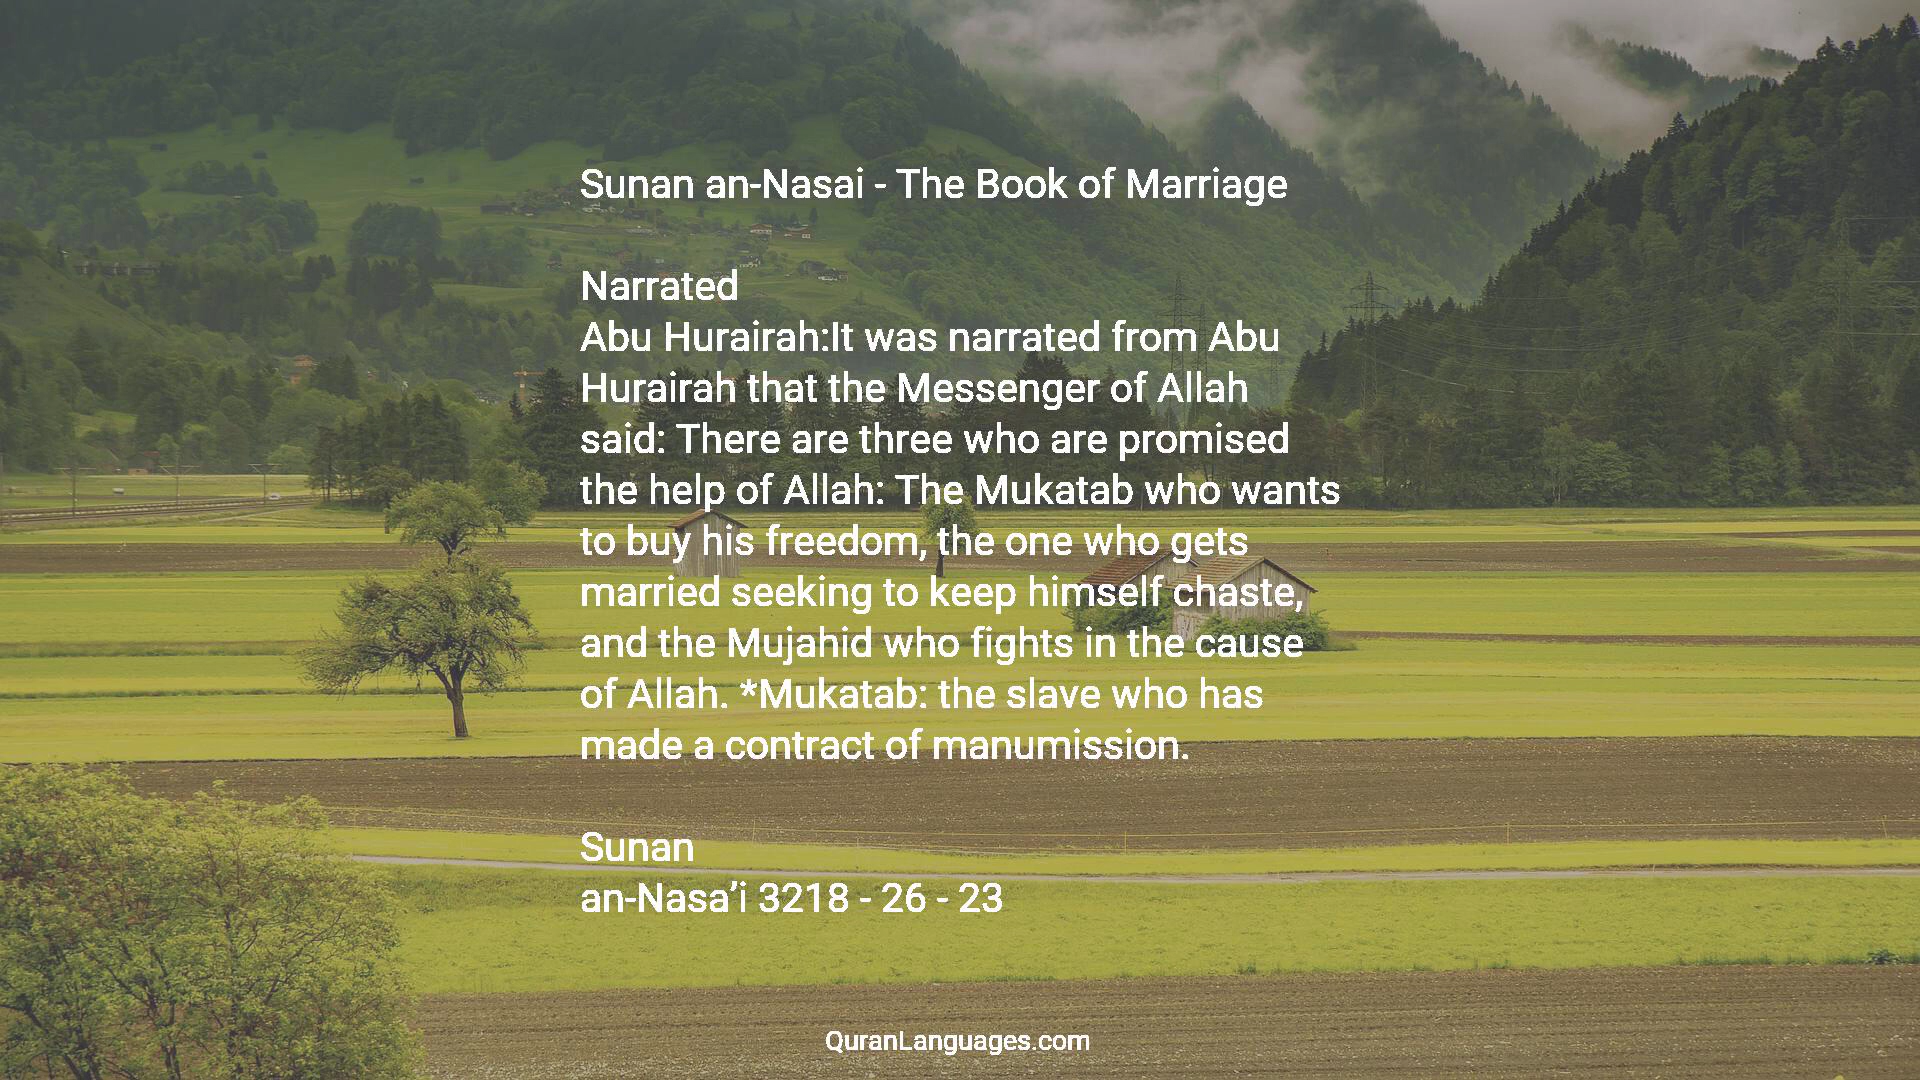 Sunan an-Nasai - The Book of Marriage
Narrated
Abu Hurairah:It was narrated from Abu
Hurairah that the Messenger of Allah
said: There are three who are promised
the help of Allah: The Mukatab who wants
to buy his freedom, the one who gets
married seeking to keep himself chaste,
and the Mujahid who fights in the cause
of Allah. *Mukatab: the slave who has
made a contract of manumission.
Sunan
an-Nasa’i 3218 - 26 - 23
QuranLanguages.com